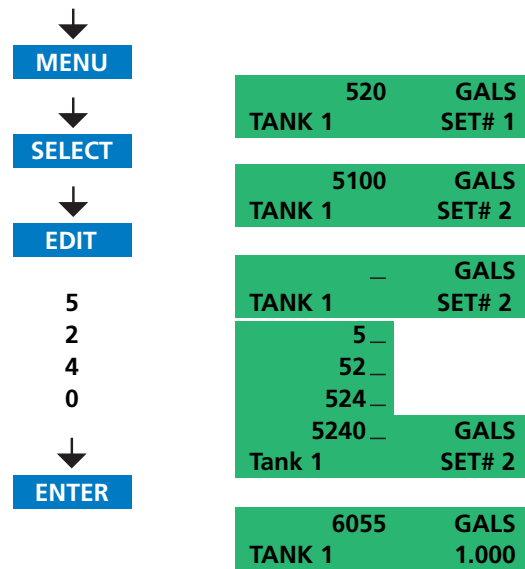 MENU
520 GALS
TANK 1 SET# 1
SELECT
5100 GALS
TANK 1 SET# 2
EDIT
_ GALS
TANK 1 SET# 2
5
2
4
0
5_
52_
524_
5240_ GALS
Tank 1 SET# 2
ENTER
6055 GALS
TANK 1 1.000